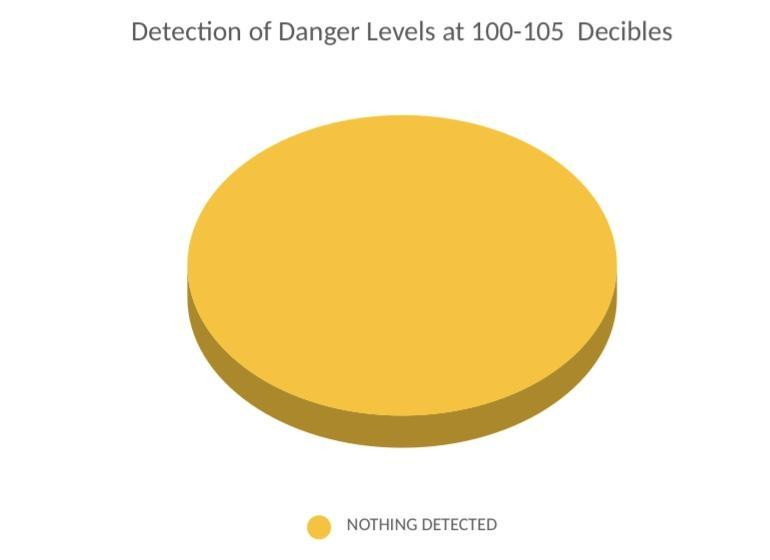 Detection of Danger Levels at 100-105  Decibles
NOTHING DETECTED